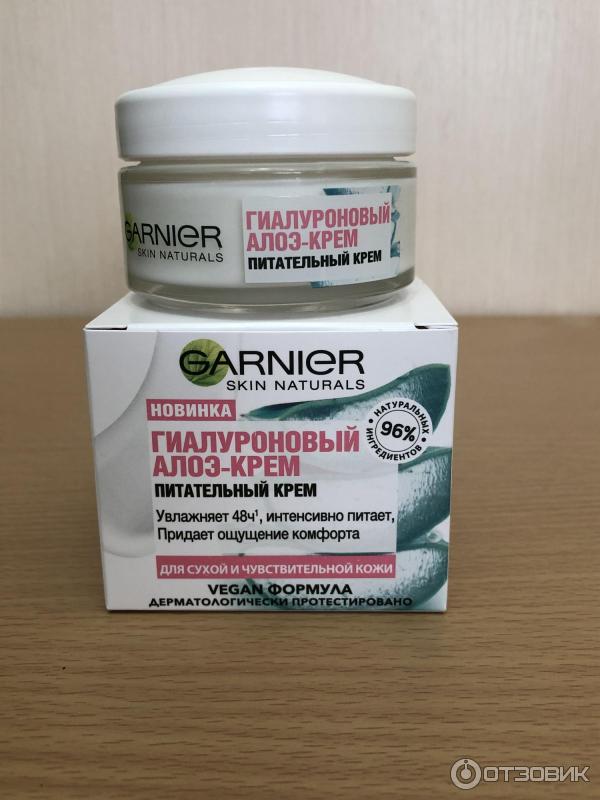 GARNIER
SKIN NATURALS
ГИАЛУРОНОВЫЙ
АЛОЭ-КРЕМ
ПИТАТЕЛЬНЫЙ КРЕМ
GARNIER
SKIN NATURALS
НОВИНКА
НАТУРАЛЬНЫХ
96%
ИНГРЕДИЕНТОВ
ГИАЛУРОНОВЫЙ
АЛОЭ-КРЕМ
ПИТАТЕЛЬНЫЙ КРЕМ
Увлажняет 48ч¹, интенсивно питает,
Придает ощущение комфорта
ДЛЯ СУХОЙ И ЧУВСТВИТЕЛЬНОЙ КОЖИ
VEGAN ФОРМУЛА
ДЕРМАТОЛОГИЧЕСКИ ПРОТЕСТИРОВАНО
ОТЗОВИК